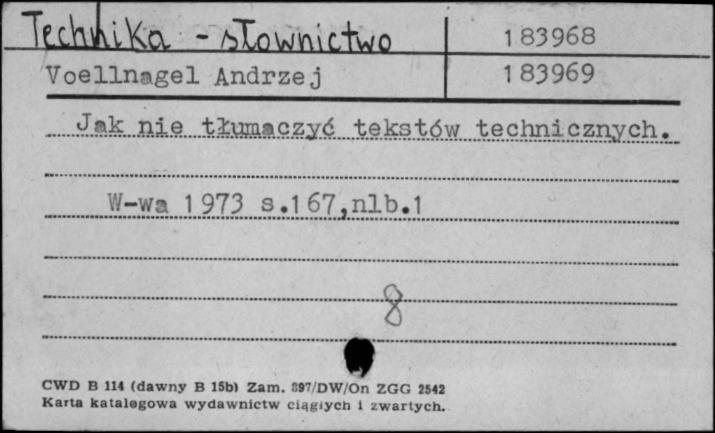 Technika - słownictwo 183968
Voellnagel Andrzej 183969
Jak nie tłumaczyć tekstów technicznych.
W-wa 1973 s.167,nlb.1
8
CWD B 114 (dawny B 15b) Zam. 897/DW/On ZGG 2542
Karta katalogowa wydawnictw ciągłych i zwartych.